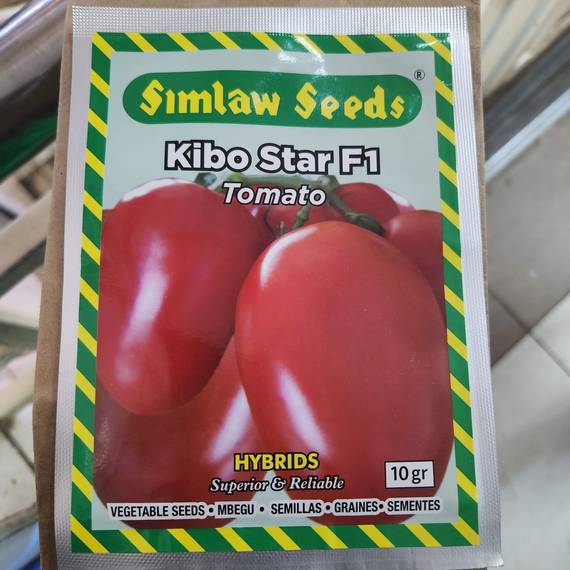 Simlaw Seeds ®
Kibo Star F1
Tomato
HYBRIDS
Superior & Reliable
10 gr
VEGETABLE SEEDS • MBEGU • SEMILLAS • GRAINES • SEMENTES